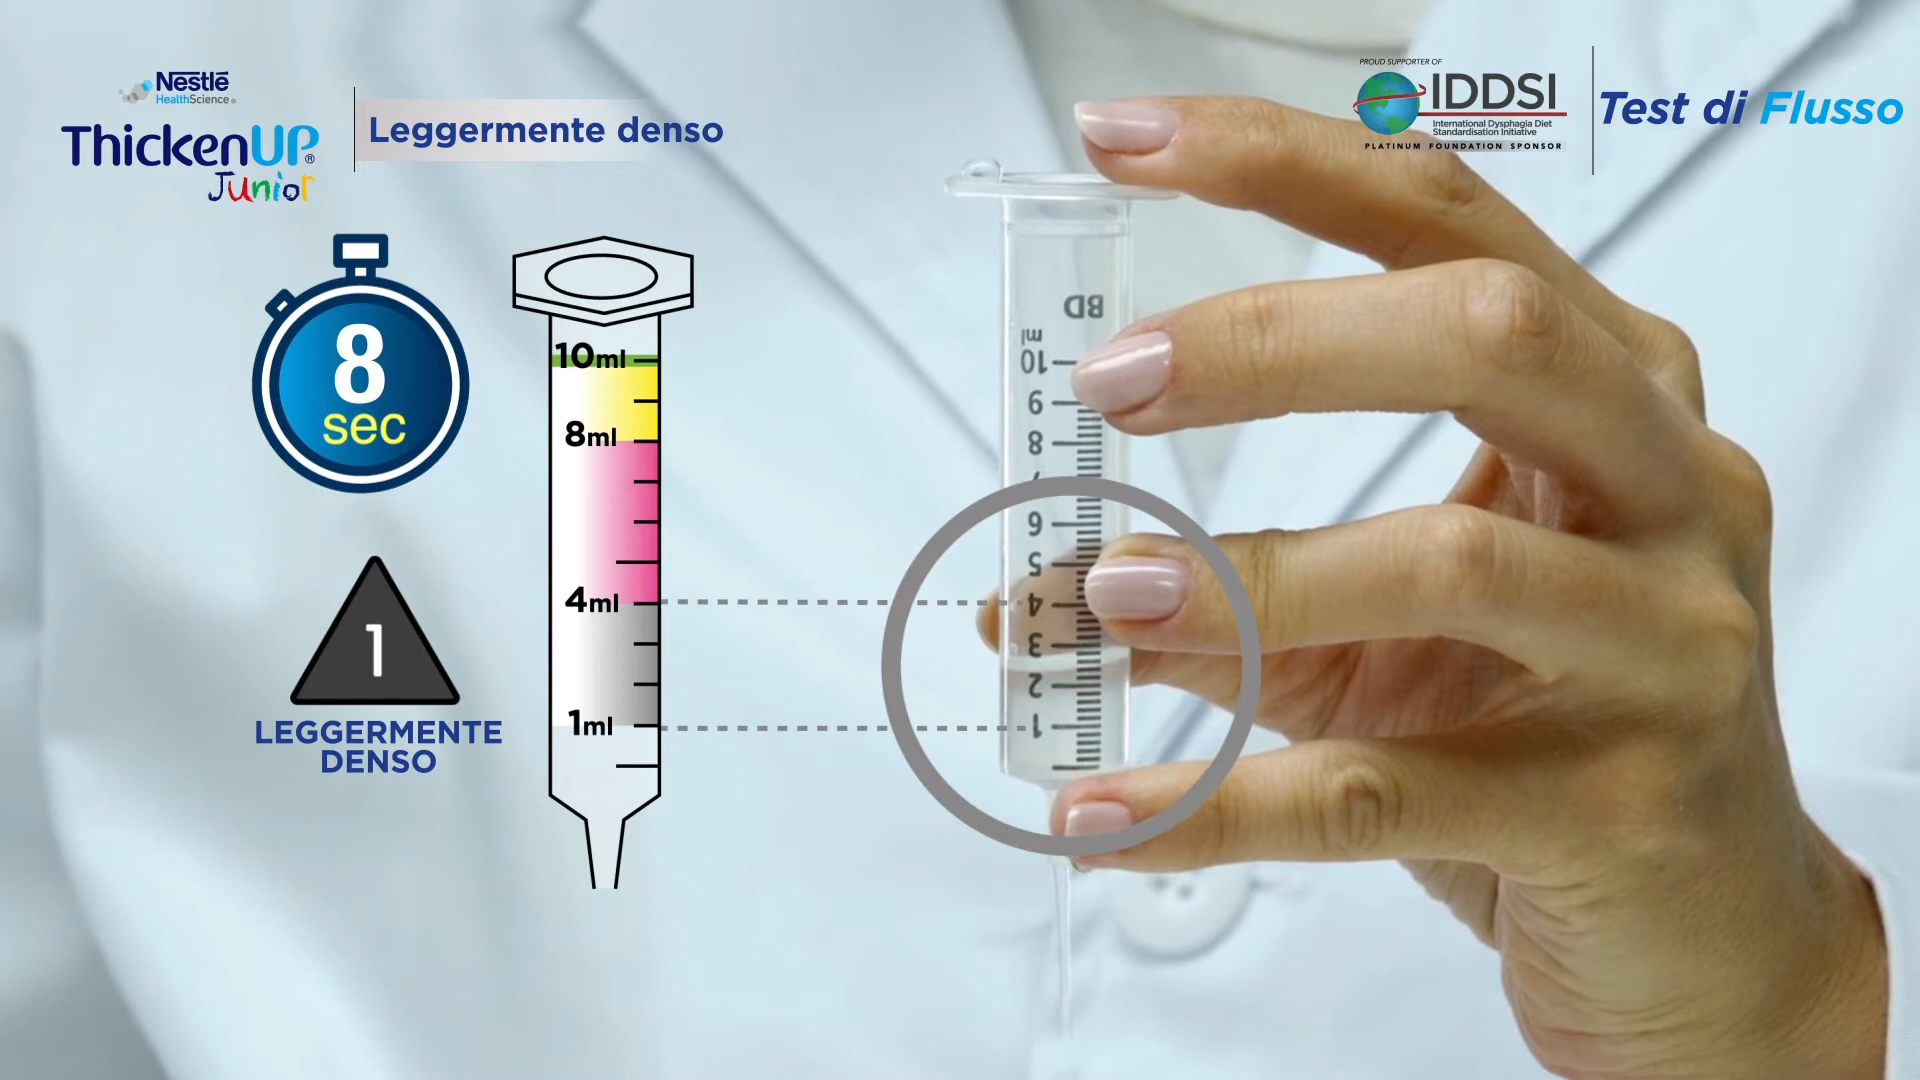 Nestlé
HealthScience®
ThickenUP®
Junior
Leggermente denso
PROUD SUPPORTER OF
IDDSI
International Dysphagia Diet
Standardisation Initiative
PLATINUM FOUNDATION SPONSOR
Test di Flusso
8
sec
10ml
8ml
4ml
1ml
1
LEGGERMENTE
DENSO
BD
ml
10
9
8
7
6
5
4
3
2
1